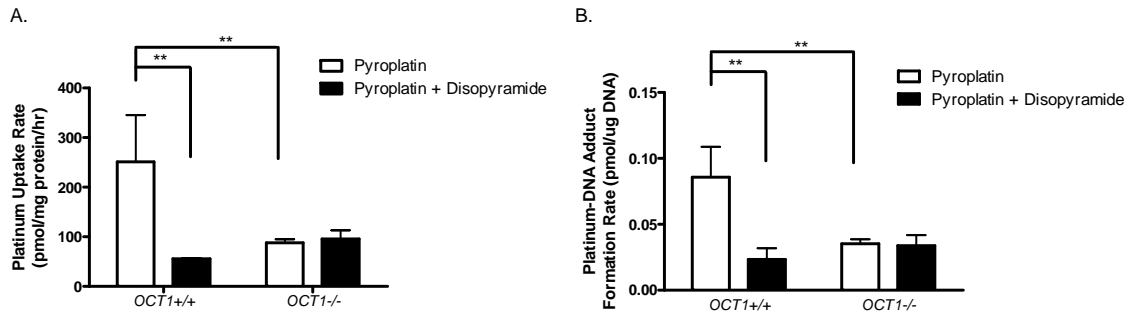 A.
**
**
Pyroplatin
Pyroplatin + Disopyramide
Platinum Uptake Rate
(pmol/mg protein/hr)
400
300
200
100
0
OCT1+/+
OCT1-/-
B.
**
**
Pyroplatin
Pyroplatin + Disopyramide
Platinum-DNA Adduct
Formation Rate (pmol/ug DNA)
0.15
0.10
0.05
0.00
OCT1+/+
OCT1-/-